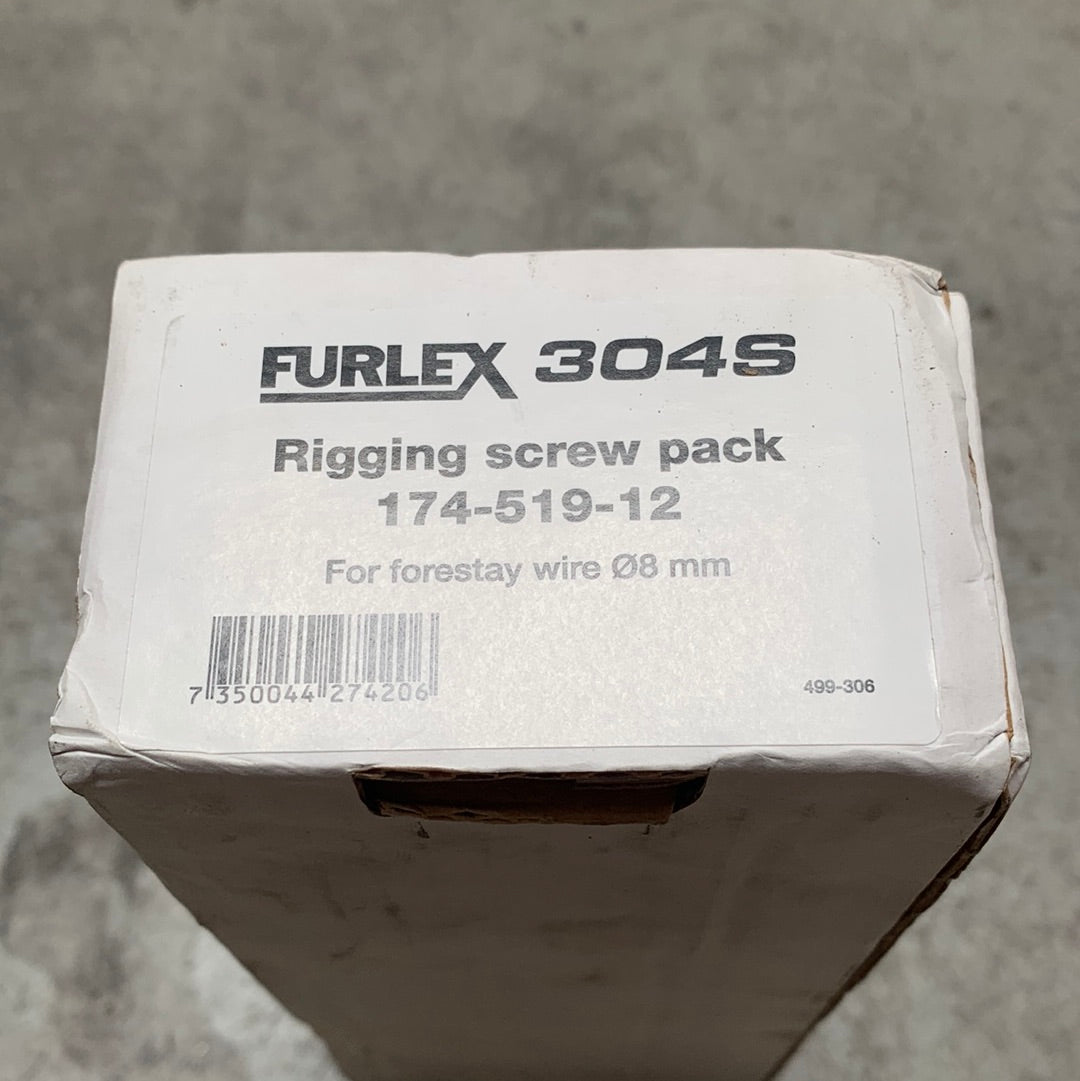 FURLEX 304S
Rigging screw pack
174-519-12
For forestay wire Ø8 mm
7 350044 274206
499-306